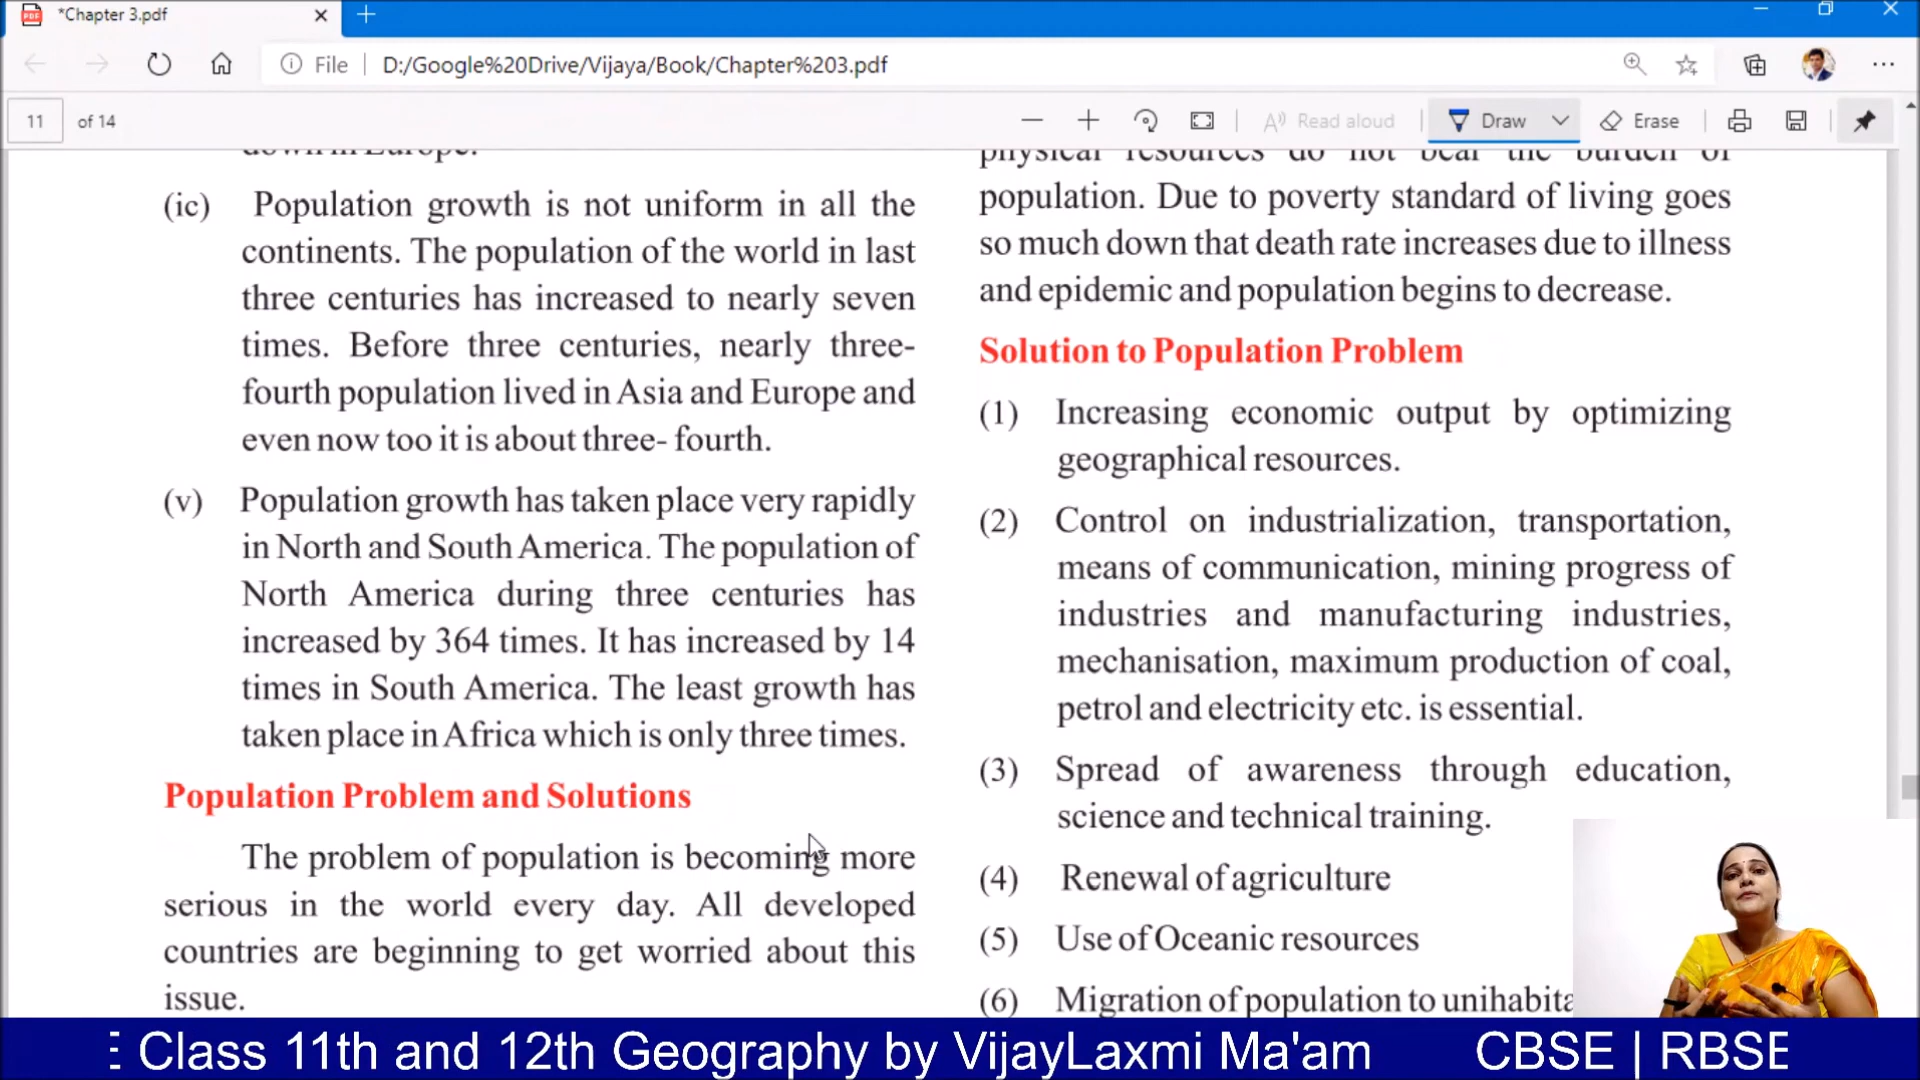 *Chapter 3.pdf
File
D:/Google%20Drive/Vijaya/Book/Chapter%203.pdf
11 of 14
Read aloud
Draw
Erase
down in Europe.
(ic) Population growth is not uniform in all the
continents. The population of the world in last
three centuries has increased to nearly seven
times. Before three centuries, nearly three-
fourth population lived in Asia and Europe and
even now too it is about three- fourth.
(v) Population growth has taken place very rapidly
in North and South America. The population of
North America during three centuries has
increased by 364 times. It has increased by 14
times in South America. The least growth has
taken place in Africa which is only three times.
Population Problem and Solutions
The problem of population is becoming more
serious in the world every day. All developed
countries are beginning to get worried about this
issue.
physical resources do not bear the burden of
population. Due to poverty standard of living goes
so much down that death rate increases due to illness
and epidemic and population begins to decrease.
Solution to Population Problem
(1) Increasing economic output by optimizing
geographical resources.
(2) Control on industrialization, transportation,
means of communication, mining progress of
industries and manufacturing industries,
mechanisation, maximum production of coal,
petrol and electricity etc. is essential.
(3) Spread of awareness through education,
science and technical training.
(4) Renewal of agriculture
(5) Use of Oceanic resources
(6) Migration of population to unihabita
Class 11th and 12th Geography by VijayLaxmi Ma'am
CBSE | RBSE